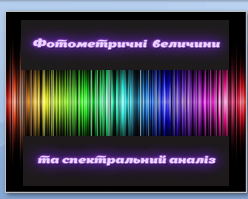 Фотометричні величини
та спектральний аналіз